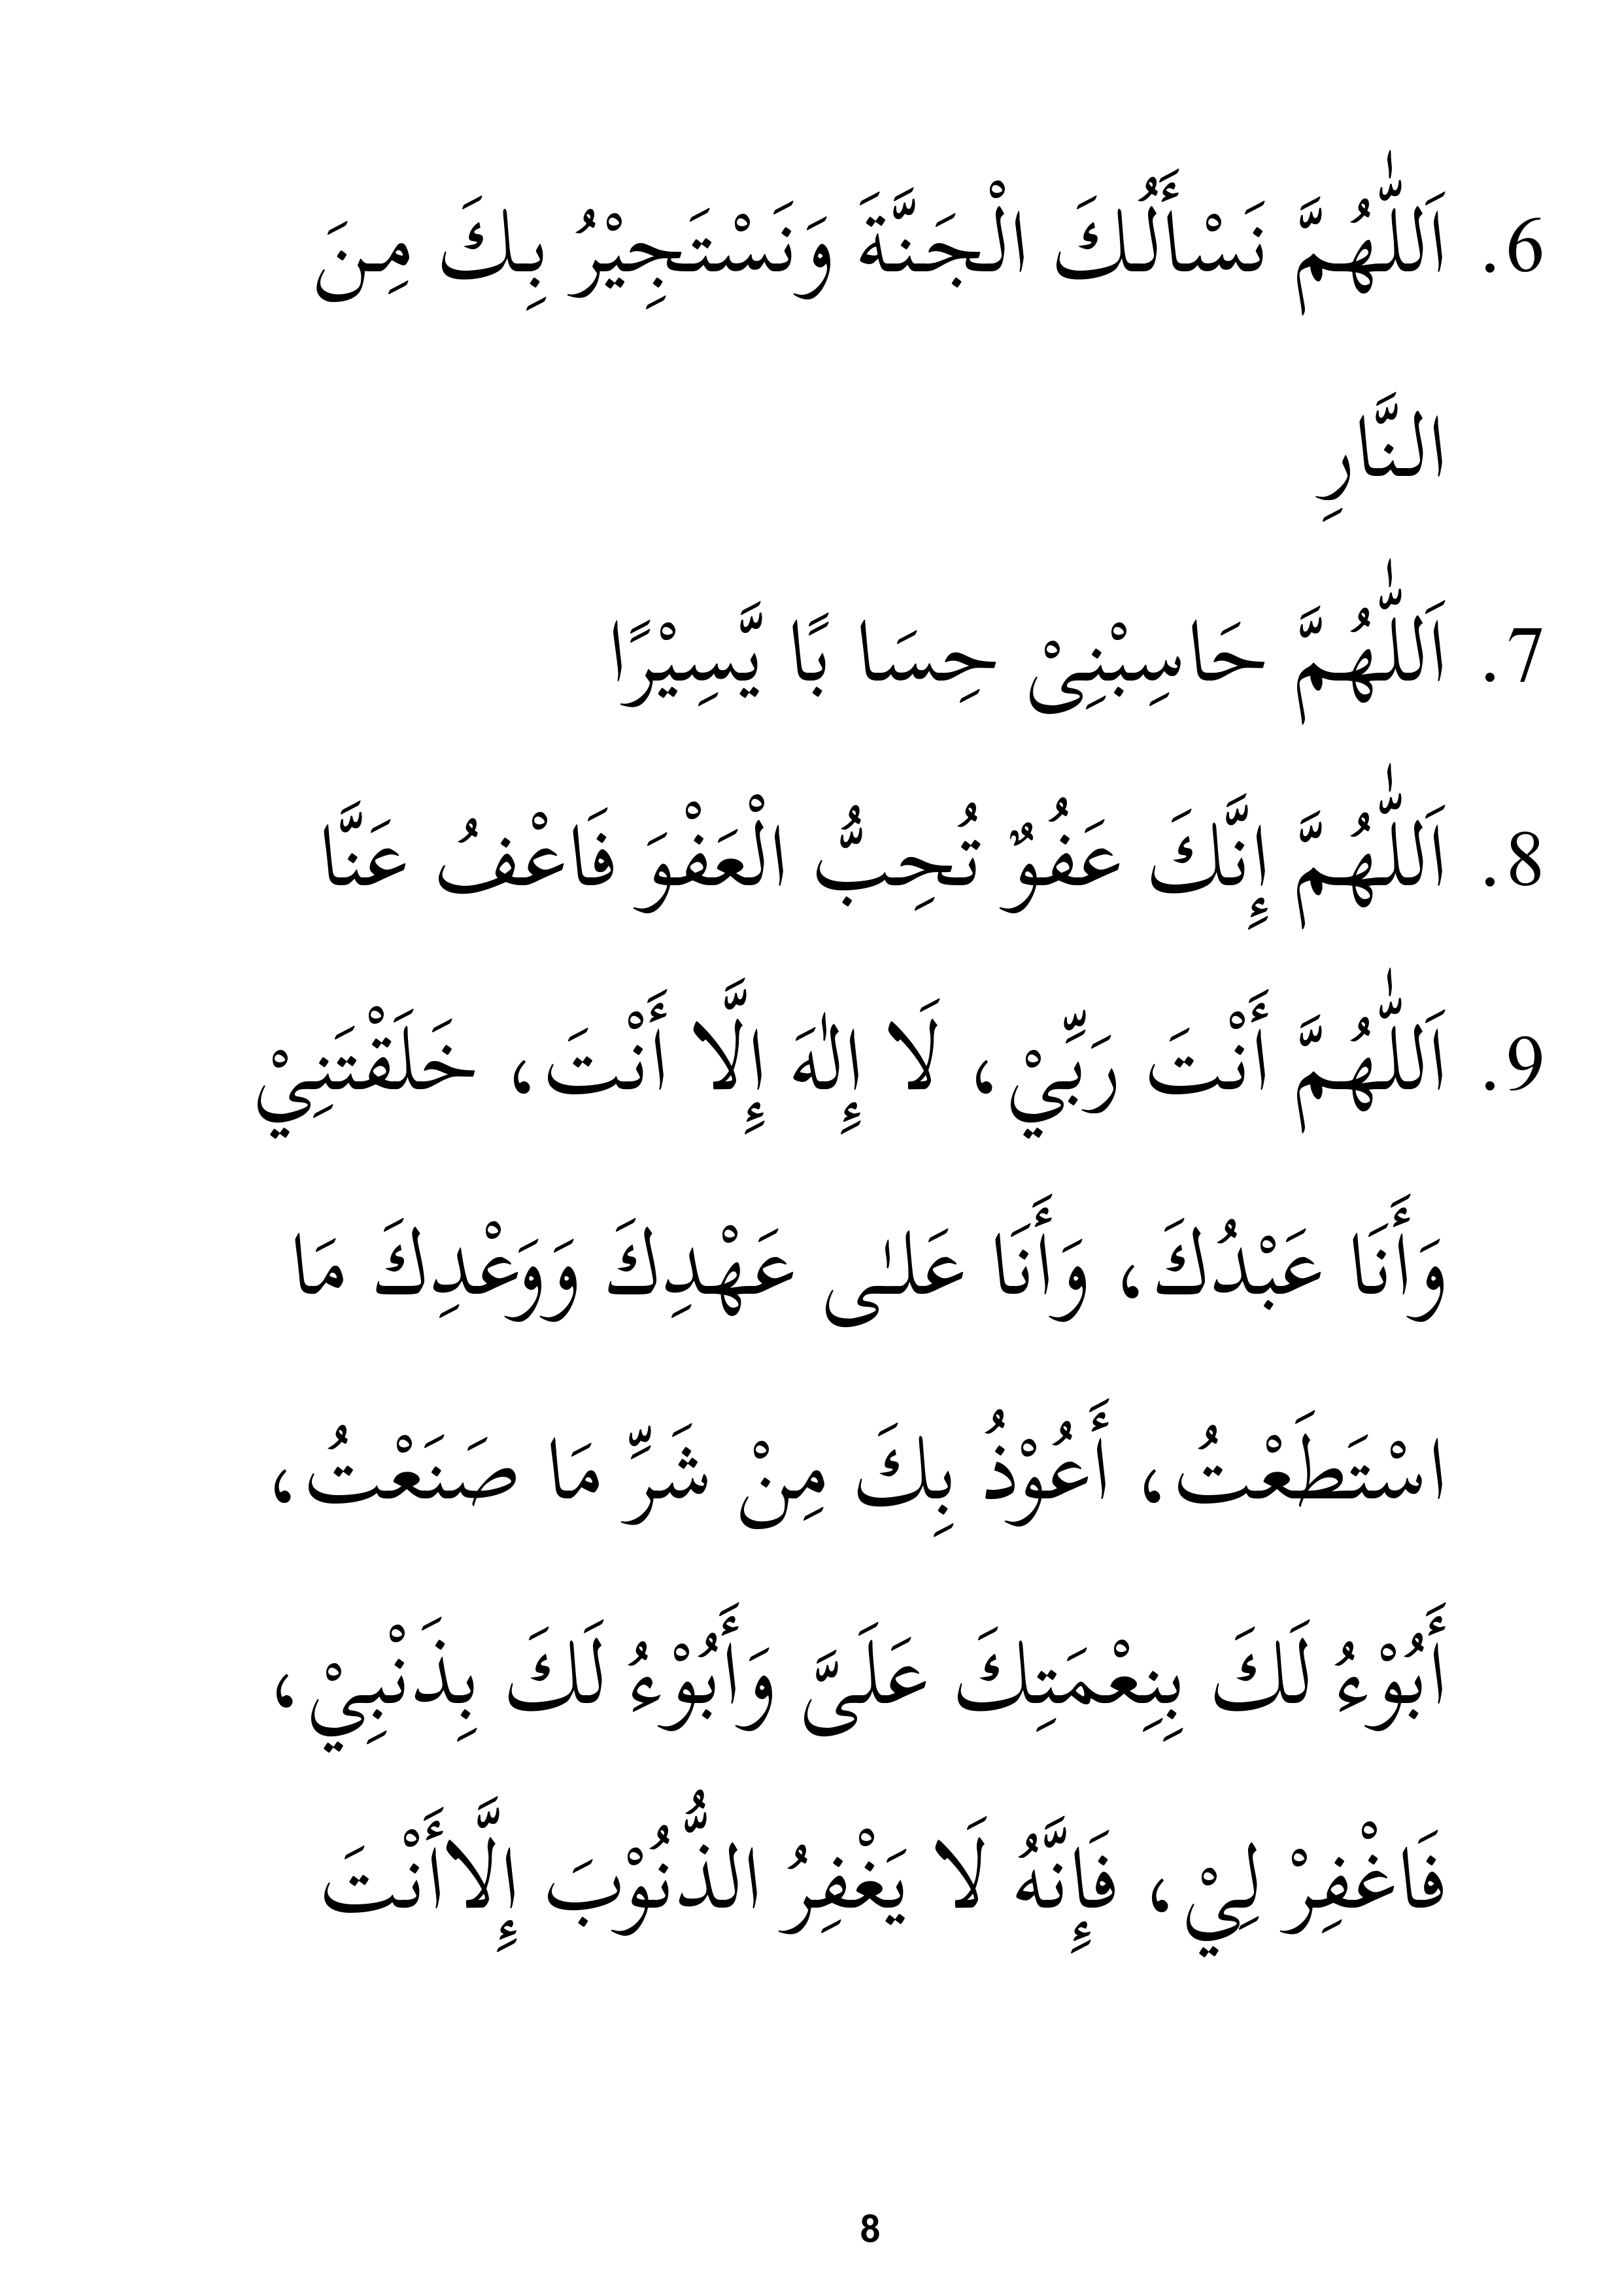 6. اَللّٰهُمَّ نَسْأَلُكَ الْجَنَّةَ وَنَسْتَجِيْرُ بِكَ مِنَ
النَّارِ
7. اَللّٰهُمَّ حَاسِبْنِىْ حِسَا بًا يَّسِيْرًا
8. اَللّٰهُمَّ إِنَّكَ عَفُوٌ تُحِبُّ الْعَفْوَ فَاعْفُ عَنَّا
9. اَللّٰهُمَّ أَنْتَ رَبِّيْ، لَا إِلٰهَ إِلَّا أَنْتَ، خَلَقْتَنِيْ
وَأَنَا عَبْدُكَ، وَأَنَا عَلـٰى عَهْدِكَ وَوَعْدِكَ مَا
اسْتَطَعْتُ، أَعُوْذُ بِكَ مِنْ شَرِّ مَا صَنَعْتُ،
أَبُوْءُ لَكَ بِنِعْمَتِكَ عَلَىَّ وَأَبُوْءُ لَكَ بِذَنْبِيْ،
فَاغْفِرْ لِيْ، فَإِنَّهُ لَا يَغْفِرُ الذُّنُوْبَ إِلَّاأَنْتَ
8